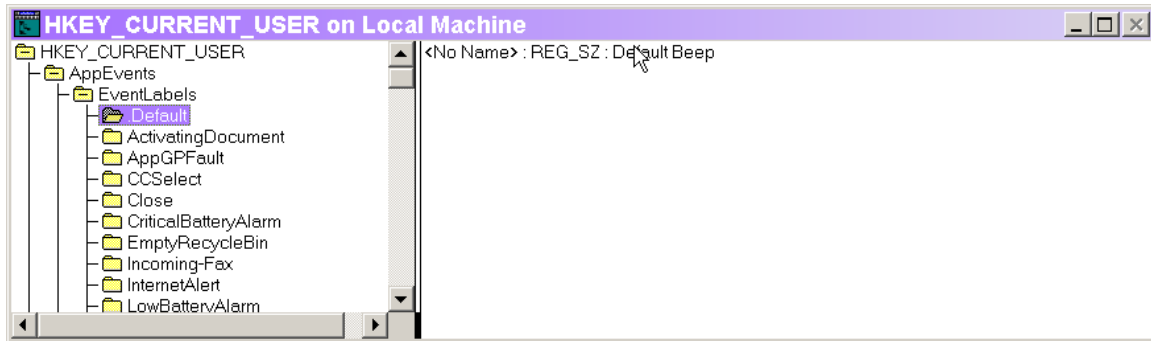 HKEY_CURRENT_USER on Local Machine
HKEY_CURRENT_USER
AppEvents
EventLabels
.Default
ActivatingDocument
AppGPFault
CCSelect
Close
CriticalBatteryAlarm
EmptyRecycleBin
Incoming-Fax
InternetAlert
LowBatteryAlarm
<No Name> : REG_SZ : Default Beep